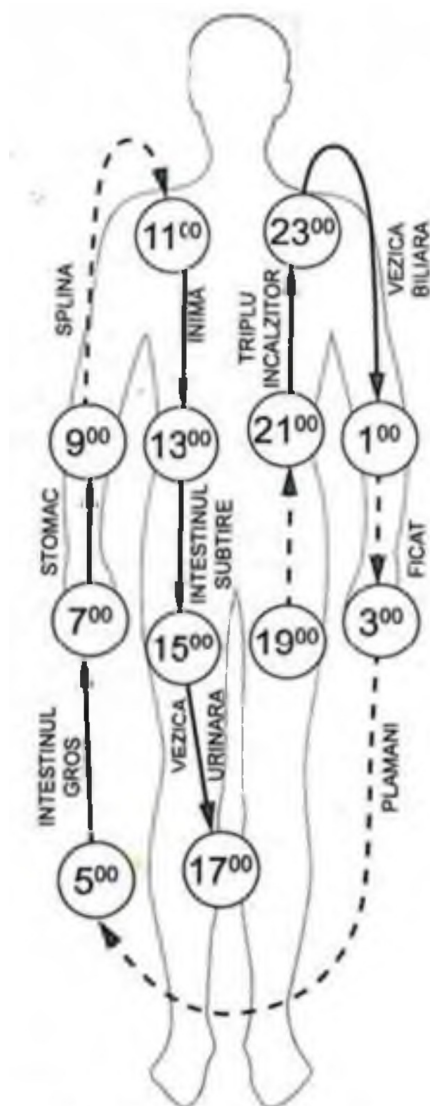 11⁰⁰
23⁰⁰
SPLINA
INIMA
TRIPLU
INCALZITOR
VEZICA
BILIARA
9⁰⁰
13⁰⁰
21⁰⁰
1⁰⁰
STOMAC
INTESTINUL
SUBTIRE
FICAT
7⁰⁰
15⁰⁰
19⁰⁰
3⁰⁰
INTESTINUL
GROS
VEZICA
URINARA
PLAMANI
5⁰⁰
17⁰⁰